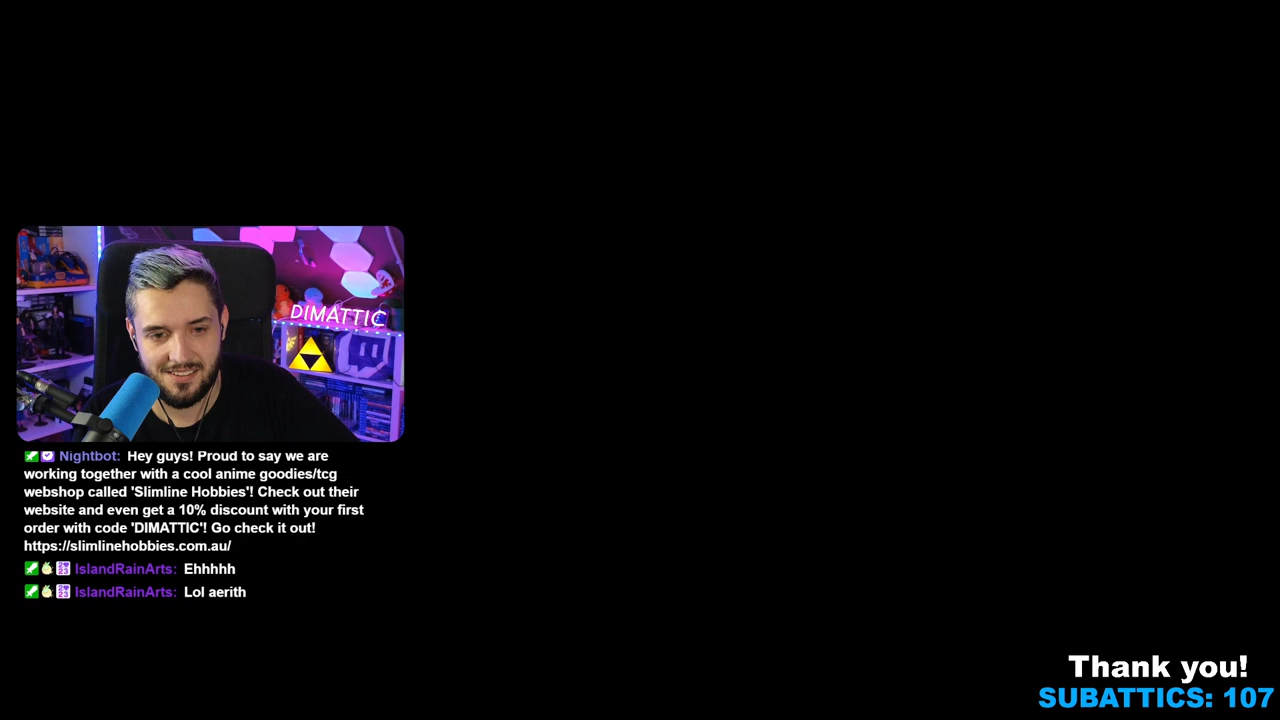 DIMATTIC
Nightbot: Hey guys! Proud to say we are
working together with a cool anime goodies/tcg
webshop called 'Slimline Hobbies'! Check out their
website and even get a 10% discount with your first
order with code 'DIMATTIC'! Go check it out!
https://slimlinehobbies.com.au/
IslandRainArts: Ehhhhh
IslandRainArts: Lol aerith
Thank you!
SUBATTICS: 107